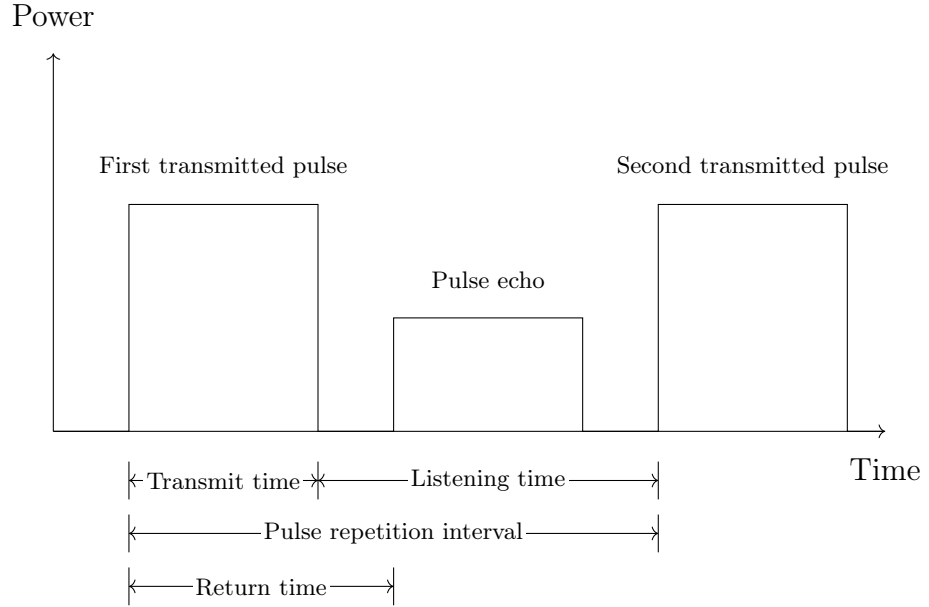 Power
First transmitted pulse
Second transmitted pulse
Pulse echo
Time
Transmit time
Listening time
Pulse repetition interval
Return time